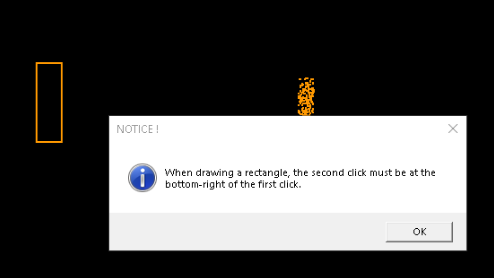 NOTICE !
When drawing a rectangle, the second click must be at the
bottom-right of the first click.
OK